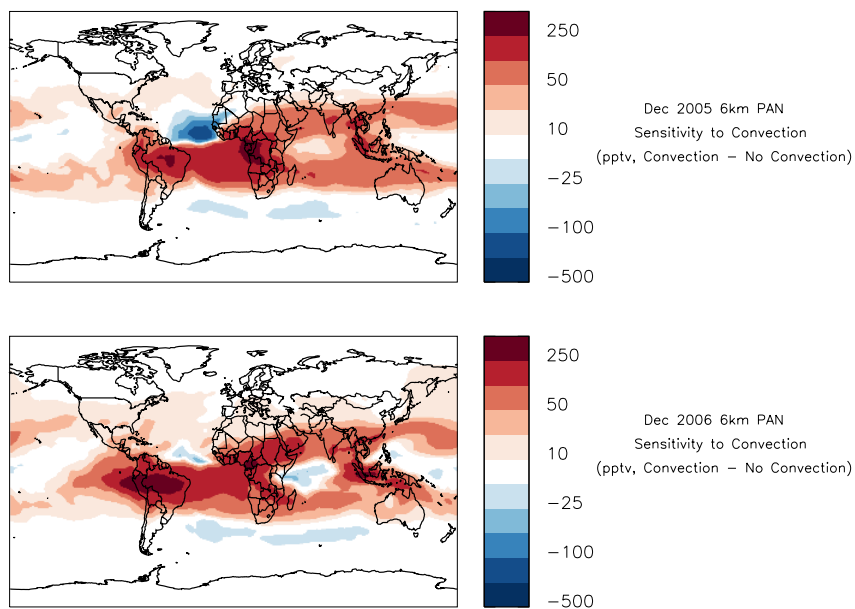 250
50
10
−25
−100
−500
Dec 2005 6km PAN
Sensitivity to Convection
(pptv, Convection − No Convection)
250
50
10
−25
−100
−500
Dec 2006 6km PAN
Sensitivity to Convection
(pptv, Convection − No Convection)